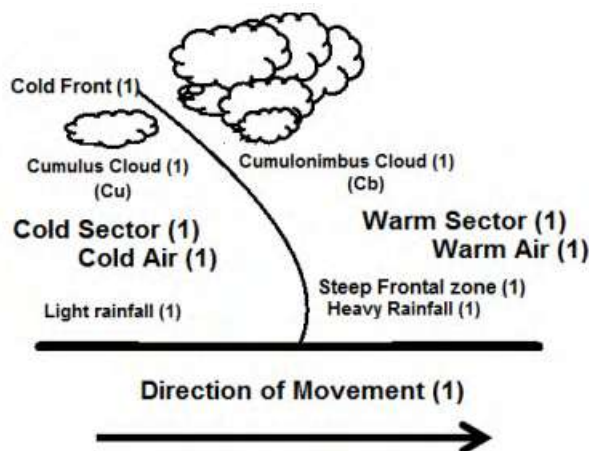 Cold Front (1)
Cumulus Cloud (1)
(Cu)
Cumulonimbus Cloud (1)
(Cb)
Cold Sector (1)
Cold Air (1)
Warm Sector (1)
Warm Air (1)
Light rainfall (1)
Steep Frontal zone (1)
Heavy Rainfall (1)
Direction of Movement (1)